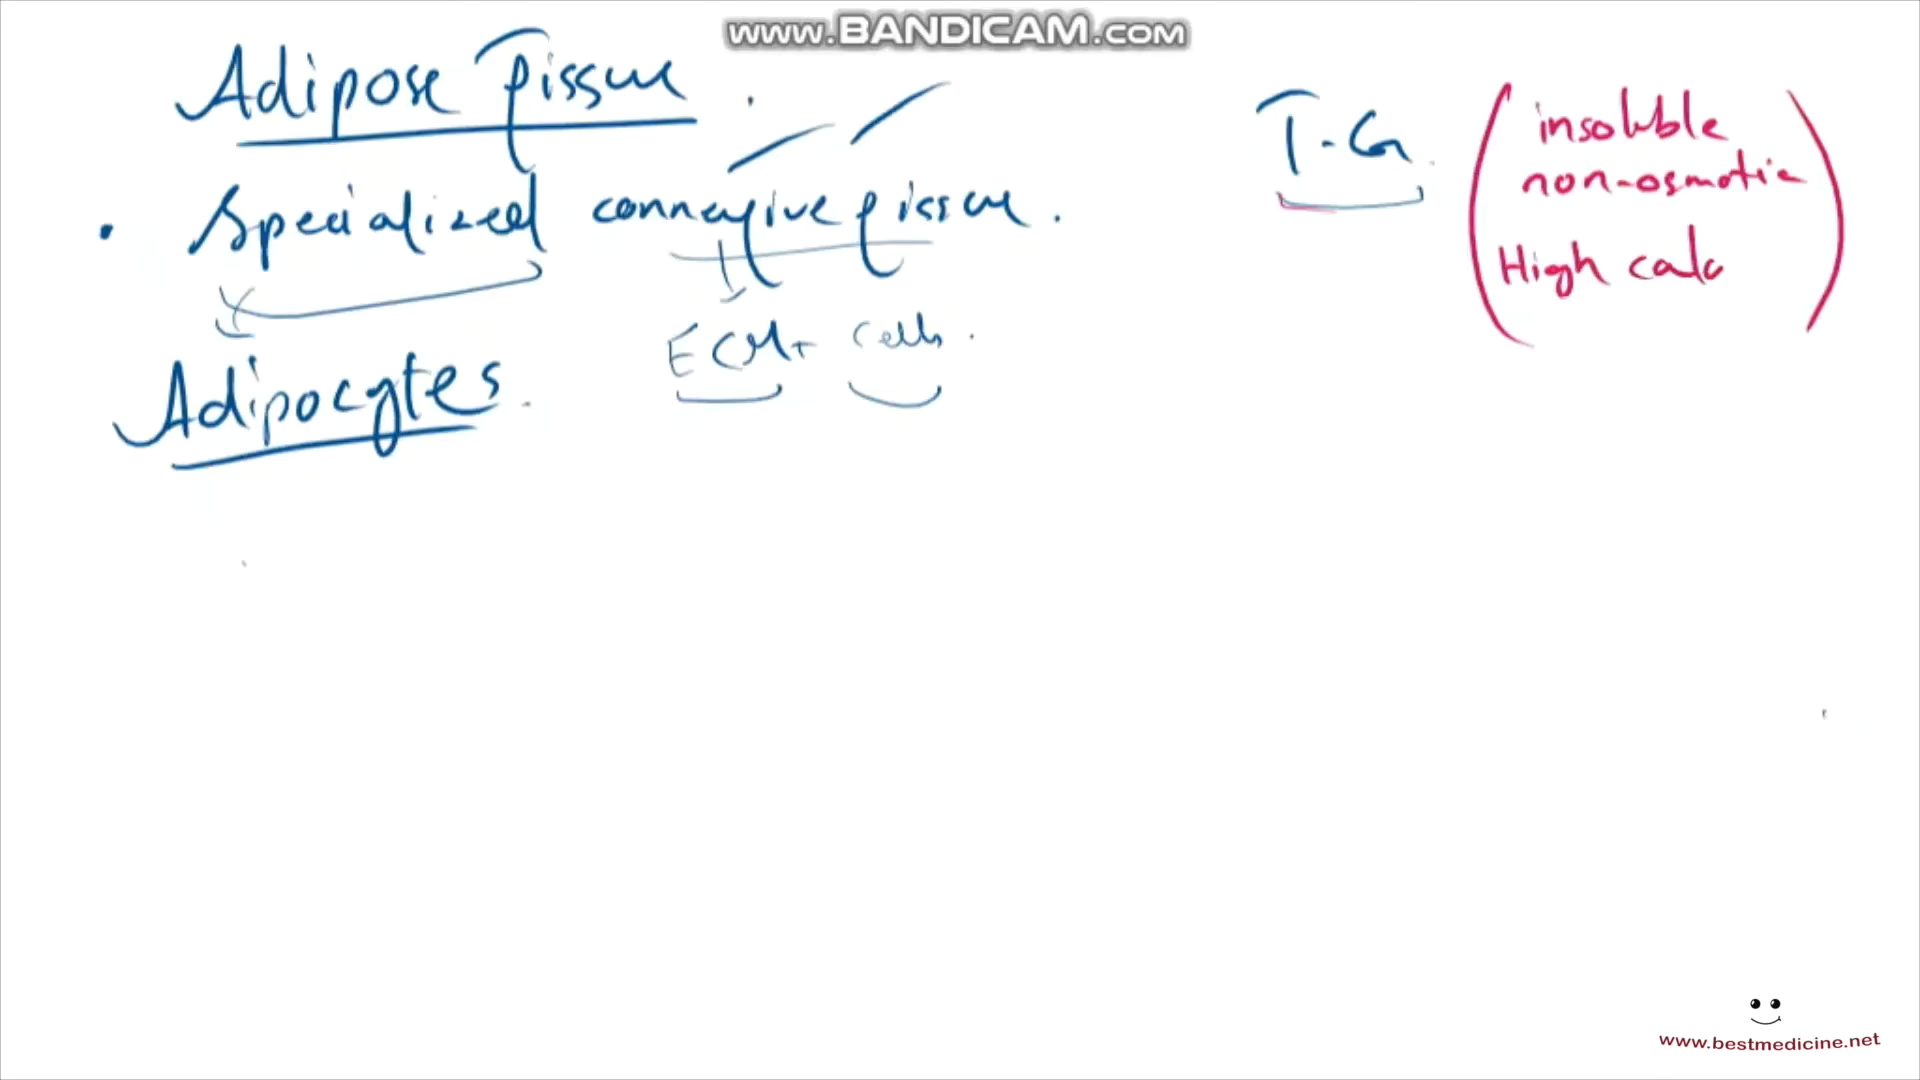 www.BANDICAM.com
Adipose Tissue
T-G
insoluble
non-osmotic
High calo
• Specialized connective tissue.
ECM + Cells.
Adipocytes.
www.bestmedicine.net